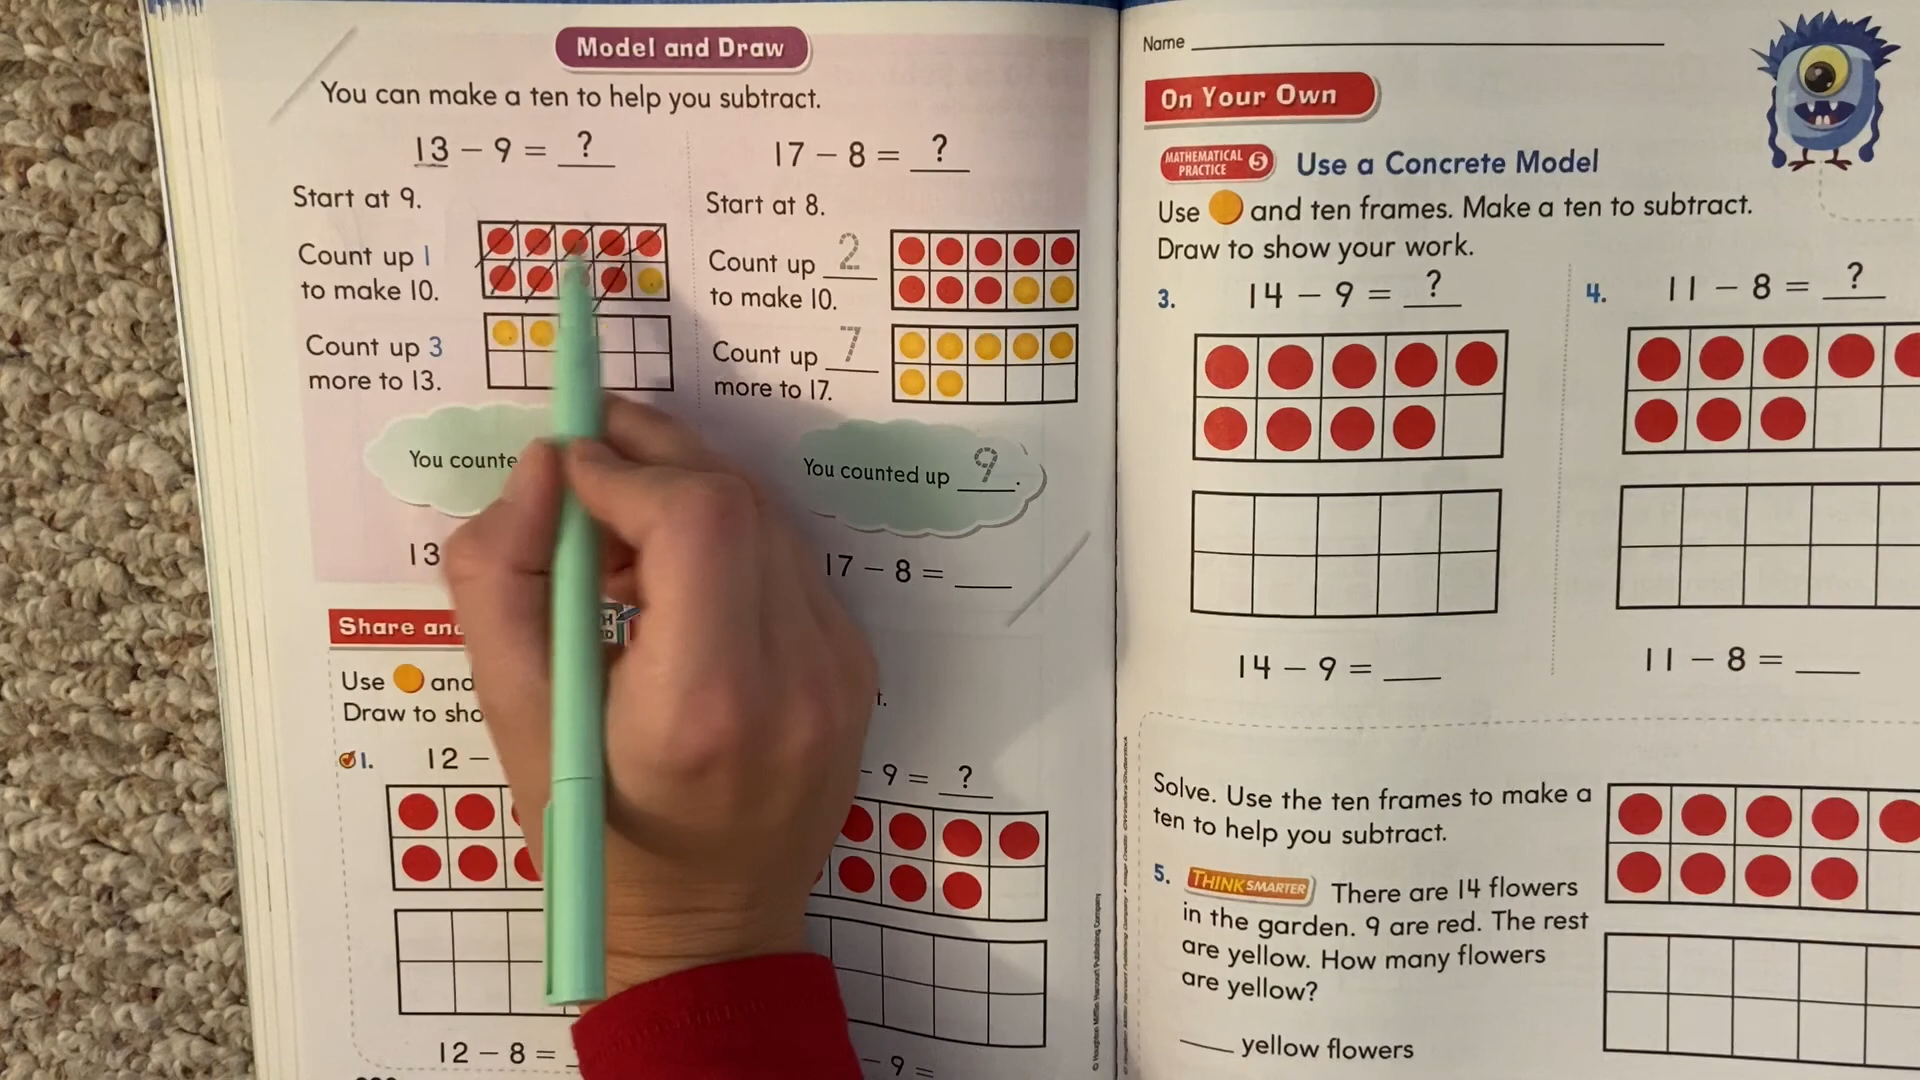 Model and Draw
You can make a ten to help you subtract.
13 − 9 = ?
Start at 9.
Count up 1
to make 10.
Count up 3
more to 13.
You counte
13
17 − 8 = ?
Start at 8.
Count up 2
to make 10.
Count up 7
more to 17.
You counted up 9.
17 − 8 = ___
Share and
Use and
Draw to sho
1. 12 −
12 − 8 =
− 9 = ?
− 9 =
Name
On Your Own
MATHEMATICAL
PRACTICE 5 Use a Concrete Model
Use and ten frames. Make a ten to subtract.
Draw to show your work.
3. 14 − 9 = ?
14 − 9 = ___
4. 11 − 8 = ?
11 − 8 = ___
Solve. Use the ten frames to make a
ten to help you subtract.
5. THINK SMARTER There are 14 flowers
in the garden. 9 are red. The rest
are yellow. How many flowers
are yellow?
___ yellow flowers